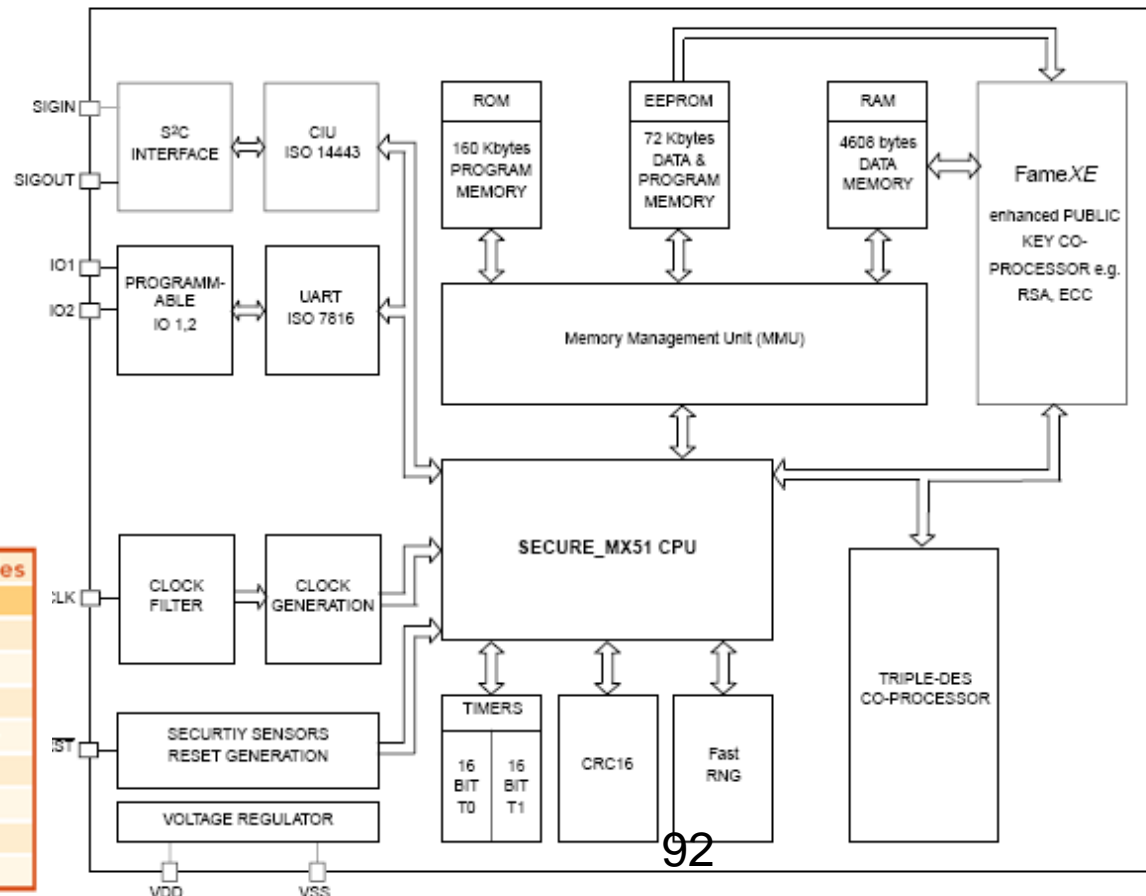 SIGIN
SIGOUT
S²C
INTERFACE
CIU
ISO 14443
ROM
160 Kbytes
PROGRAM
MEMORY
EEPROM
72 Kbytes
DATA &
PROGRAM
MEMORY
RAM
4608 bytes
DATA
MEMORY
FameXE
enhanced PUBLIC
KEY CO-
PROCESSOR e.g.
RSA, ECC
IO1
IO2
PROGRAMM-
ABLE
IO 1,2
UART
ISO 7816
Memory Management Unit (MMU)
SECURE_MX51 CPU
es
CLK
CLOCK
FILTER
CLOCK
GENERATION
TRIPLE-DES
CO-PROCESSOR
ST
SECURTIY SENSORS
RESET GENERATION
TIMERS
16
BIT
T0
16
BIT
T1
CRC16
Fast
RNG
VOLTAGE REGULATOR
92
VDD
VSS